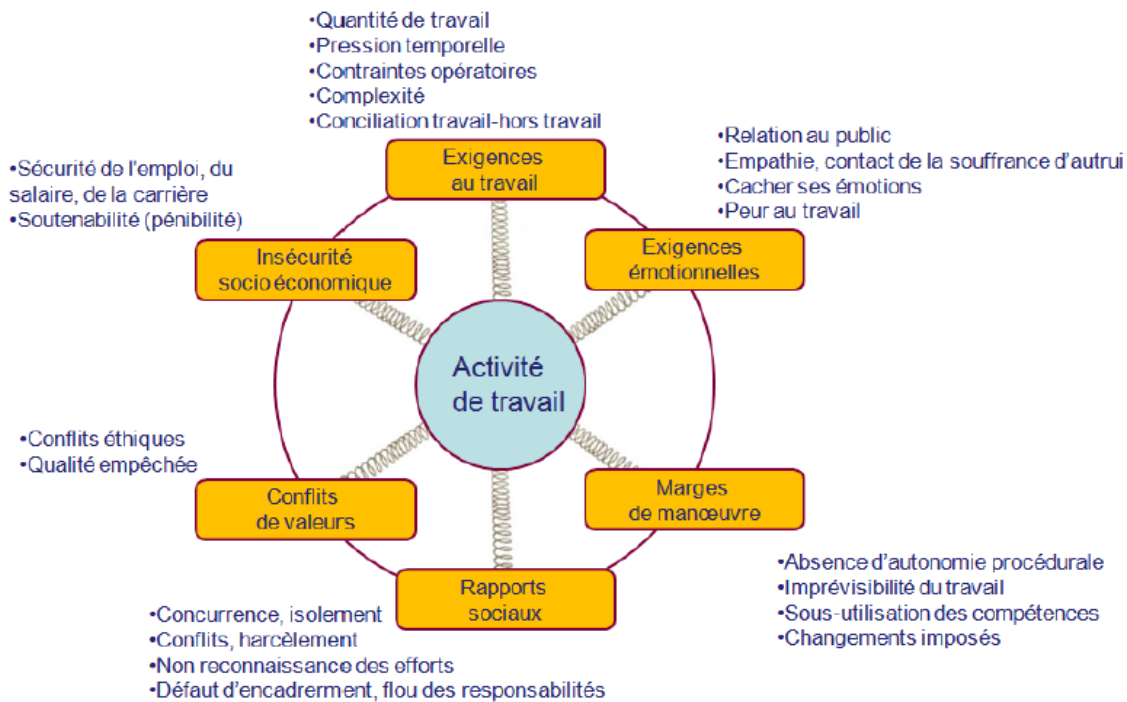 •Quantité de travail
•Pression temporelle
•Contraintes opératoires
•Complexité
•Conciliation travail-hors travail
Exigences
au travail
•Relation au public
•Empathie, contact de la souffrance d'autrui
•Cacher ses émotions
•Peur au travail
Exigences
émotionnelles
•Sécurité de l'emploi, du
salaire, de la carrière
•Soutenabilité (pénibilité)
Insécurité
socio économique
Activité
de travail
•Conflits éthiques
•Qualité empêchée
Conflits
de valeurs
Marges
de manœuvre
•Absence d'autonomie procédurale
•Imprévisibilité du travail
•Sous-utilisation des compétences
•Changements imposés
Rapports
sociaux
•Concurrence, isolement
•Conflits, harcèlement
•Non reconnaissance des efforts
•Défaut d'encadrerment, flou des responsabilités